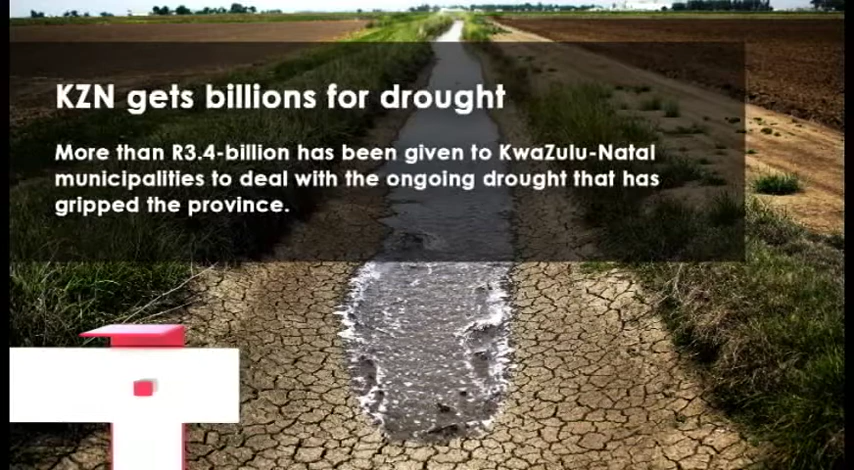 KZN gets billions for drought
More than R3.4-billion has been given to KwaZulu-Natal
municipalities to deal with the ongoing drought that has
gripped the province.